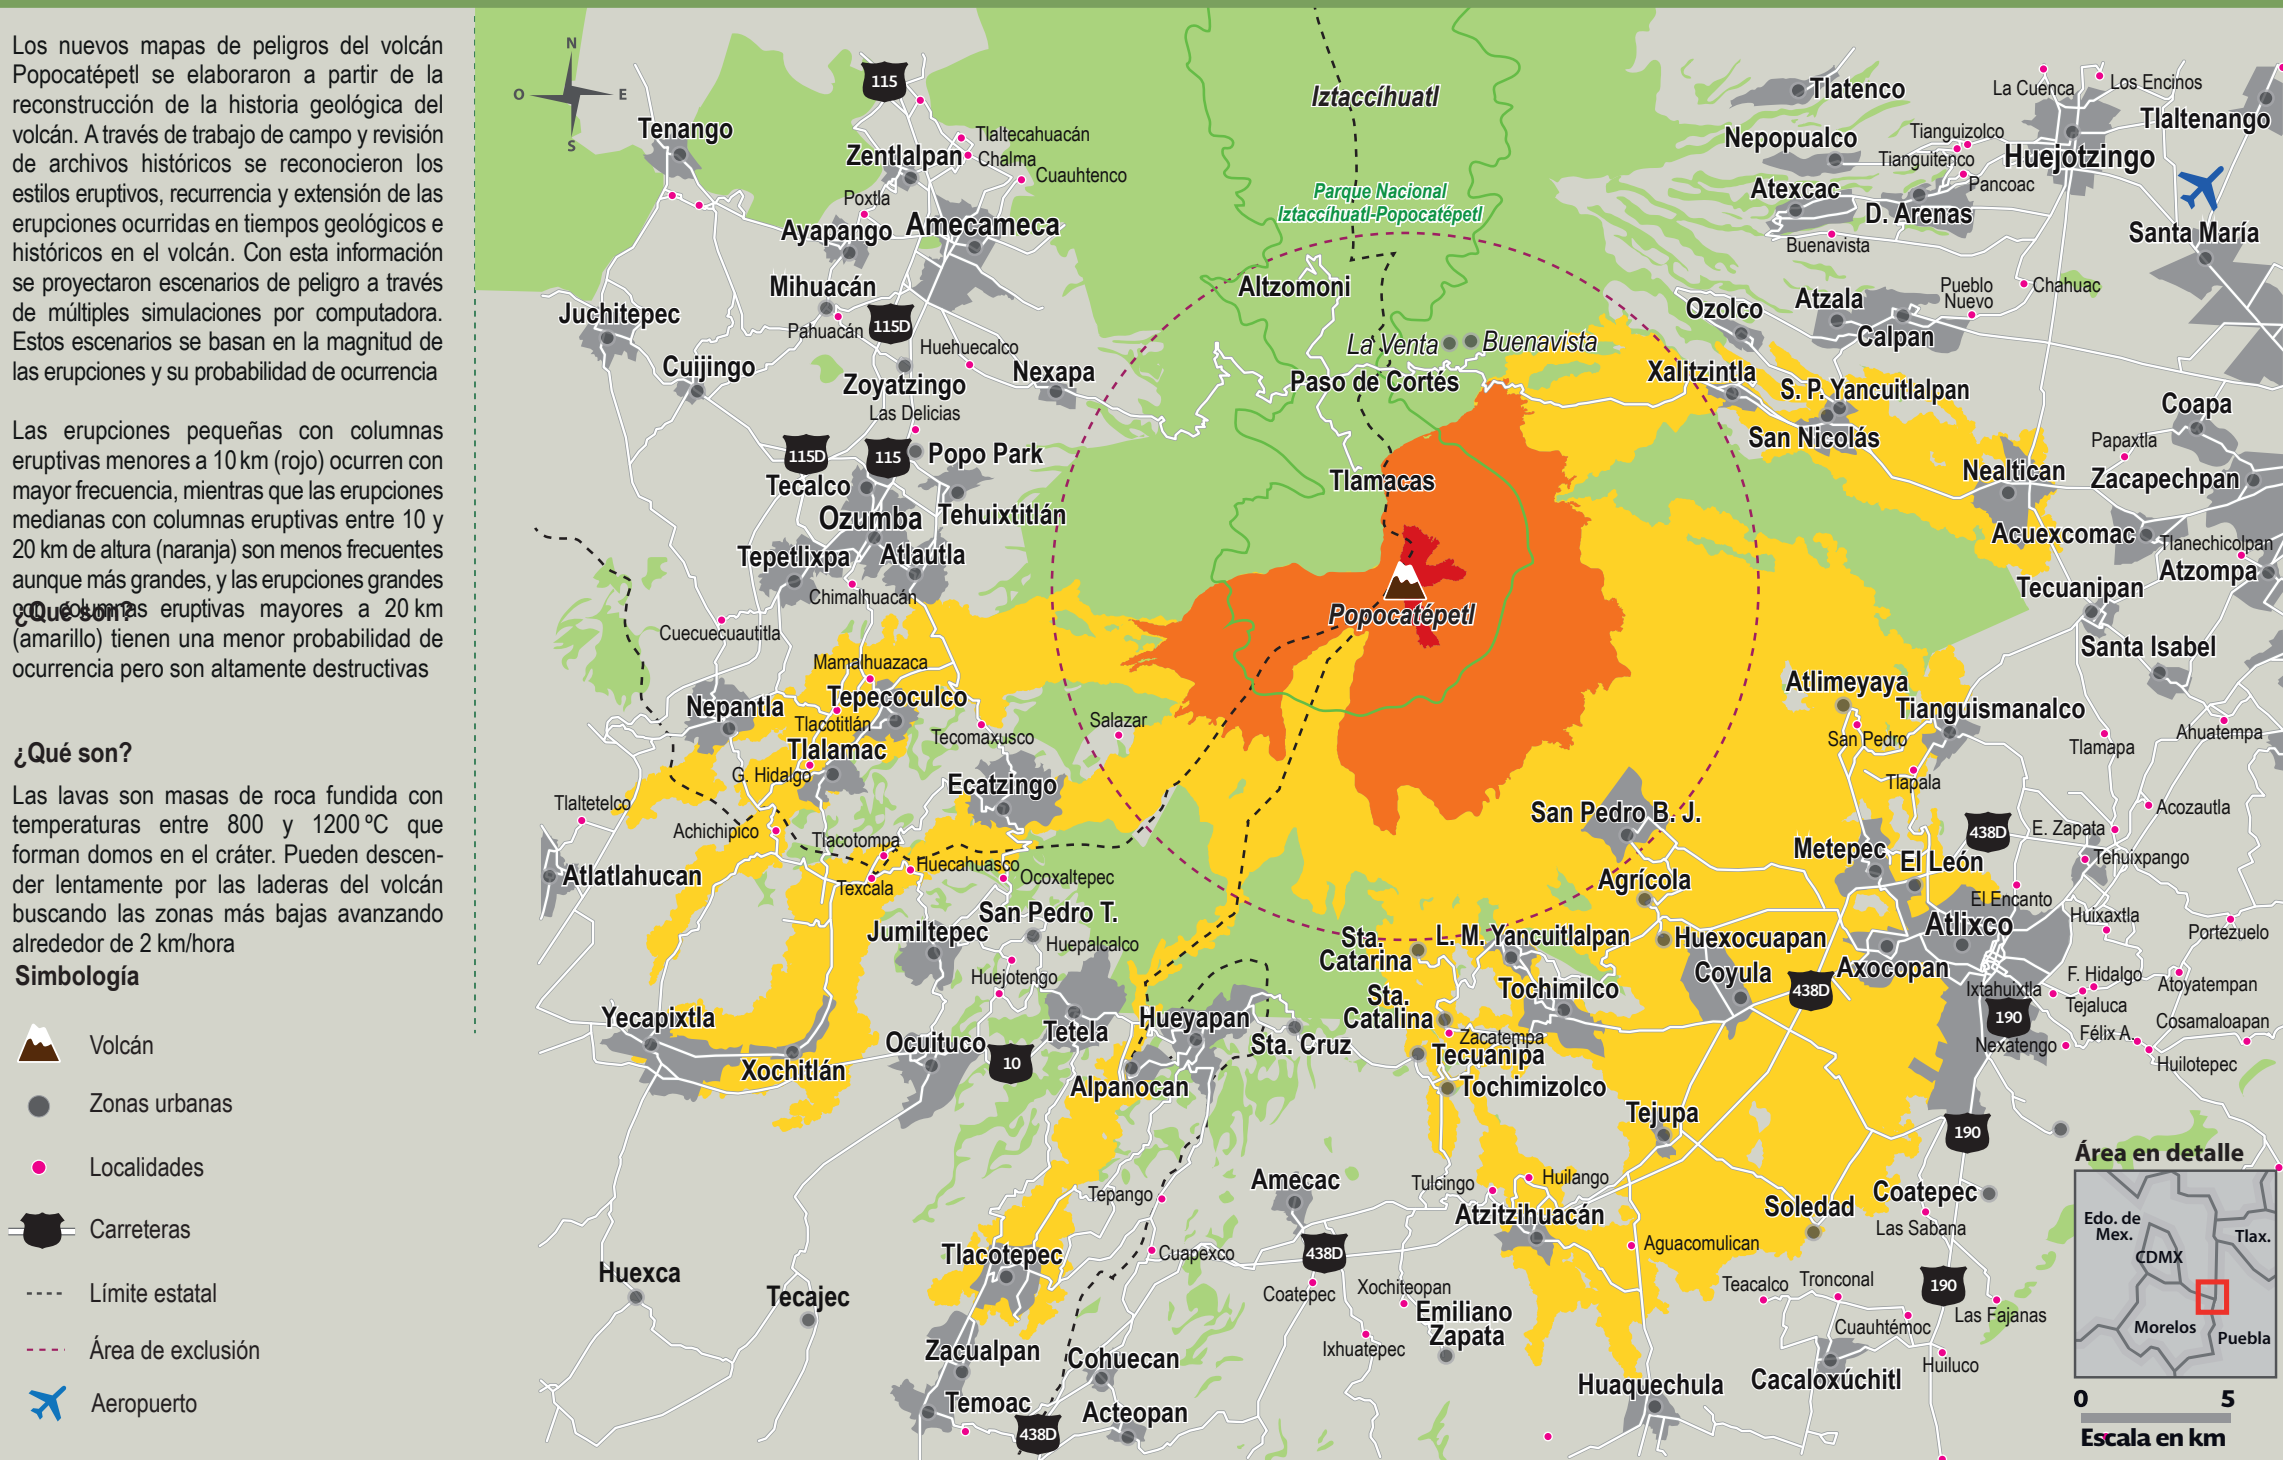 Los nuevos mapas de peligros del volcán
Popocatépetl se elaboraron a partir de la
reconstrucción de la historia geológica del
volcán. A través de trabajo de campo y revisión
de archivos históricos se reconocieron los
estilos eruptivos, recurrencia y extensión de las
erupciones ocurridas en tiempos geológicos e
históricos en el volcán. Con esta información
se proyectaron escenarios de peligro a través
de múltiples simulaciones por computadora.
Estos escenarios se basan en la magnitud de
las erupciones y su probabilidad de ocurrencia
Las erupciones pequeñas con columnas
eruptivas menores a 10 km (rojo) ocurren con
mayor frecuencia, mientras que las erupciones
medianas con columnas eruptivas entre 10 y
20 km de altura (naranja) son menos frecuentes
aunque más grandes, y las erupciones grandes
con columnas eruptivas mayores a 20 km
¿Qué son?
(amarillo) tienen una menor probabilidad de
ocurrencia pero son altamente destructivas
¿Qué son?
Las lavas son masas de roca fundida con
temperaturas entre 800 y 1200 ºC que
forman domos en el cráter. Pueden descen-
der lentamente por las laderas del volcán
buscando las zonas más bajas avanzando
alrededor de 2 km/hora
Simbología
Volcán
Zonas urbanas
Localidades
Carreteras
Límite estatal
Área de exclusión
Aeropuerto
N
O
E
S
115
Tenango
Zentlalpan
Tlaltecahuacán
Chalma
Cuauhtenco
Poxtla
Ayapango
Amecameca
Mihuacán
Pahuacán
115D
Juchitepec
Cuijingo
Huehuecalco
Zoyatzingo
Nexapa
Las Delicias
115D
115
Popo Park
Tecalco
Ozumba
Tehuixtitlán
Tepetlixpa
Atlautla
Chimalhuacán
Cuecuecuautitla
Mamalhuazaca
Tepecoculco
Nepantla
Tlacotitlán
Tlalamac
G. Hidalgo
Tecomaxusco
Salazar
Ecatzingo
Tlaltetelco
Achichipico
Tlacotompa
Huecahuasco
Texcala
Ocoxaltepec
Atlatlahucan
San Pedro T.
Jumiltepec
Huepalcalco
Huejotengo
Yecapixtla
Xochitlán
Ocuituco
10
Tetela
Hueyapan
Alpanocan
Sta. Cruz
Tepango
Tlacotepec
Cuapexco
Huexca
Tecajec
Zacualpan
Cohuecan
Temoac
Acteopan
438D
Iztaccíhuatl
Parque Nacional
Iztaccíhuatl-Popocatépetl
Altzomoni
La Venta
Buenavista
Paso de Cortés
Tlamacas
Popocatépetl
Tlatenco
Nepopualco
Atexcac
Buenavista
La Cuenca
Los Encinos
Tlaltenango
Tianguizolco
Tianguitenco
Huejotzingo
Pancoac
D. Arenas
Santa María
Ozolco
Atzala
Calpan
Pueblo
Nuevo
Chahuac
Xalitzintla
S. P. Yancuitlalpan
San Nicolás
Coapa
Papaxtla
Nealtican
Zacapechpan
Acuexcomac
Tlanechicolpan
Atzompa
Tecuanipan
Santa Isabel
Atlimeyaya
Tianguismanalco
San Pedro
Tlapala
Tlamapa
Ahuatempa
San Pedro B. J.
Acozautla
438D
E. Zapata
Metepec
El León
Tehuixpango
Agrícola
El Encanto
Atlixco
Huixaxtla
Portezuelo
Sta.
Catarina
L. M. Yancuitlalpan
Huexocuapan
Coyula
Axocopan
438D
Ixtahuixtla
F. Hidalgo
Tejaluca
Atoyatempan
190
Nexatengo
Félix A.
Cosamaloapan
Huilotepec
Sta.
Catalina
Tochimilco
Zacatempa
Tecuanipa
Tochimizolco
Tejupa
190
Amecac
Tulcingo
Huilango
Atzitzihuacán
Aguacomulican
Soledad
Coatepec
Las Sabana
438D
Coatepec
Xochiteopan
Emiliano
Zapata
Ixhuatepec
Teacalco
Tronconal
190
Cuauhtémoc
Las Fajanas
Huiluco
Huaquechula
Cacaloxúchitl
Área en detalle
Edo. de
Mex.
CDMX
Tlax.
Morelos
Puebla
0
5
Escala en km